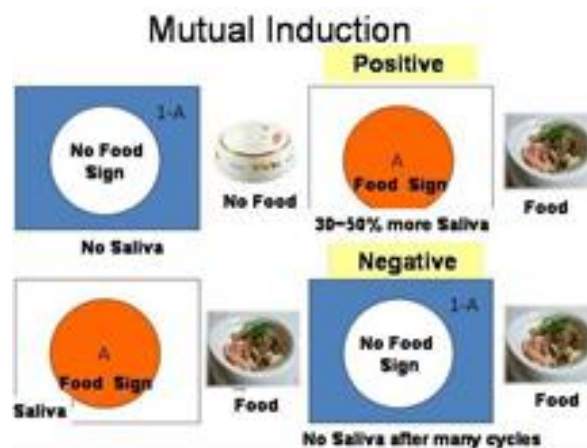 Mutual Induction
Positive
1-A
No Food
Sign
No Food
No Saliva
A
Food Sign
Food
30~50% more Saliva
Negative
A
Food Sign
Food
Saliva
1-A
No Food
Sign
Food
No Saliva after many cycles